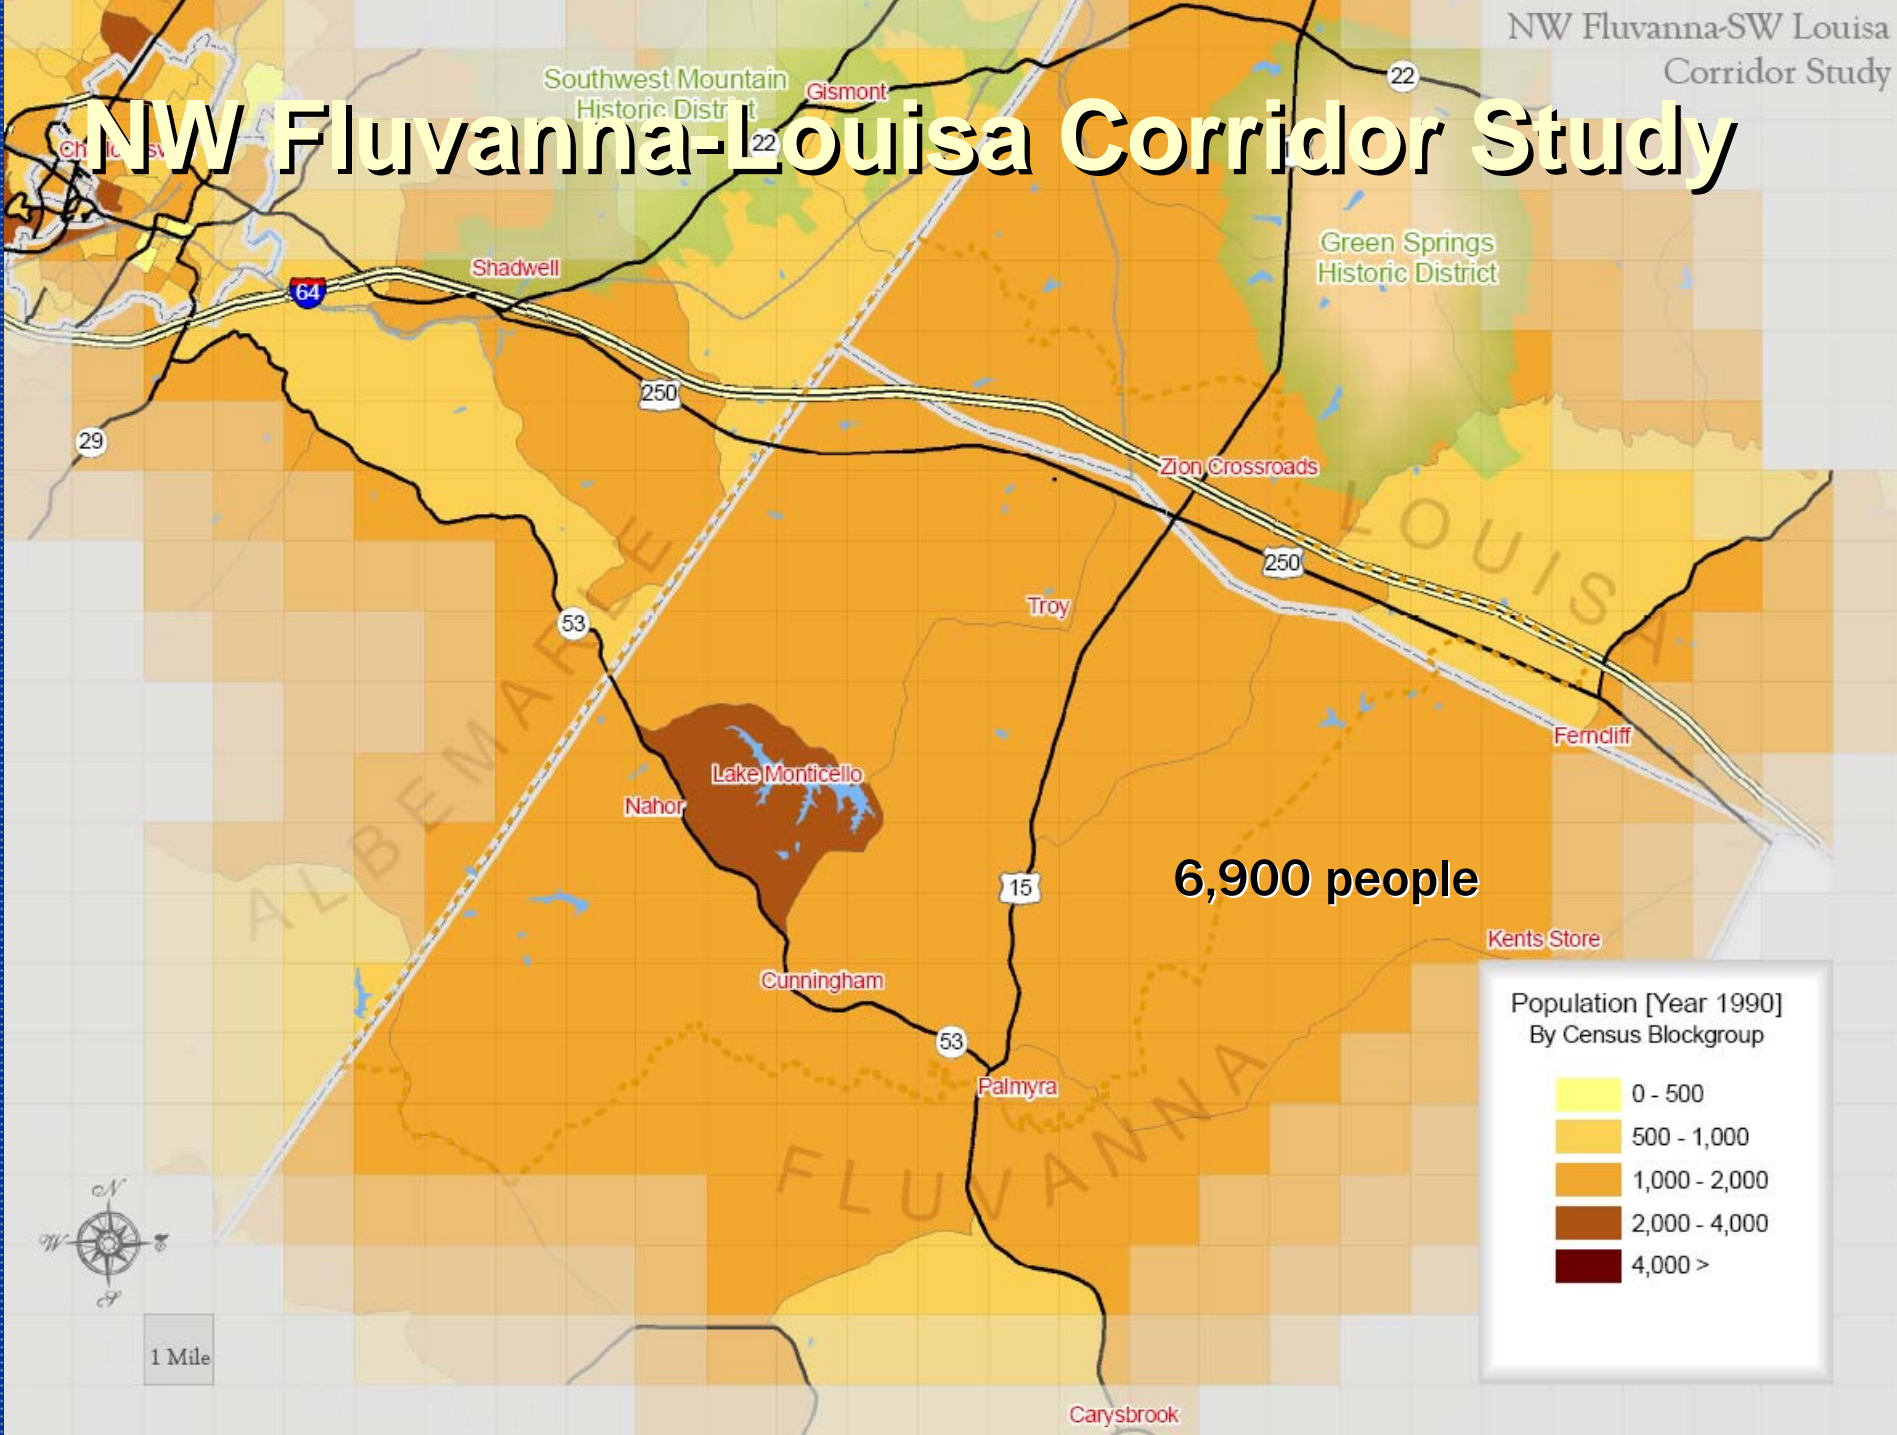 NW Fluvanna-SW Louisa
Corridor Study
NW Fluvanna-Louisa Corridor Study
Southwest Mountain
Historic District
Gismont
22
22
Green Springs
Historic District
Shadwell
64
250
29
Zion Crossroads
LOUISA
250
Troy
53
ALBEMARLE
Ferncliff
Lake Monticello
Nahor
15
6,900 people
Kents Store
Cunningham
53
Palmyra
FLUVANNA
Population [Year 1990]
By Census Blockgroup
0 - 500
500 - 1,000
1,000 - 2,000
2,000 - 4,000
4,000 >
N
W
E
S
1 Mile
Carysbrook